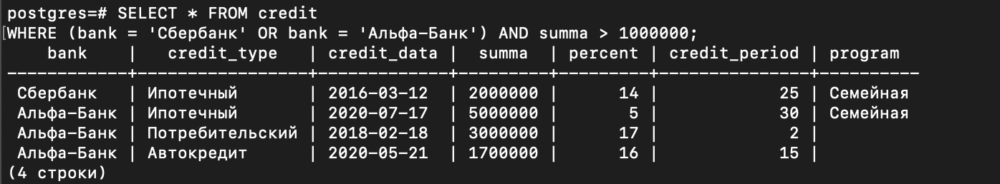 postgres=# SELECT * FROM credit
[WHERE (bank = 'Сбербанк' OR bank = 'Альфа-Банк') AND summa > 1000000;
    bank    |   credit_type   | credit_data |  summa  | percent | credit_period | program
------------+-----------------+-------------+---------+---------+---------------+----------
 Сбербанк   | Ипотечный       | 2016-03-12  | 2000000 |      14 |            25 | Семейная
 Альфа-Банк | Ипотечный       | 2020-07-17  | 5000000 |       5 |            30 | Семейная
 Альфа-Банк | Потребительский | 2018-02-18  | 3000000 |      17 |             2 |
 Альфа-Банк | Автокредит      | 2020-05-21  | 1700000 |      16 |            15 |
(4 строки)